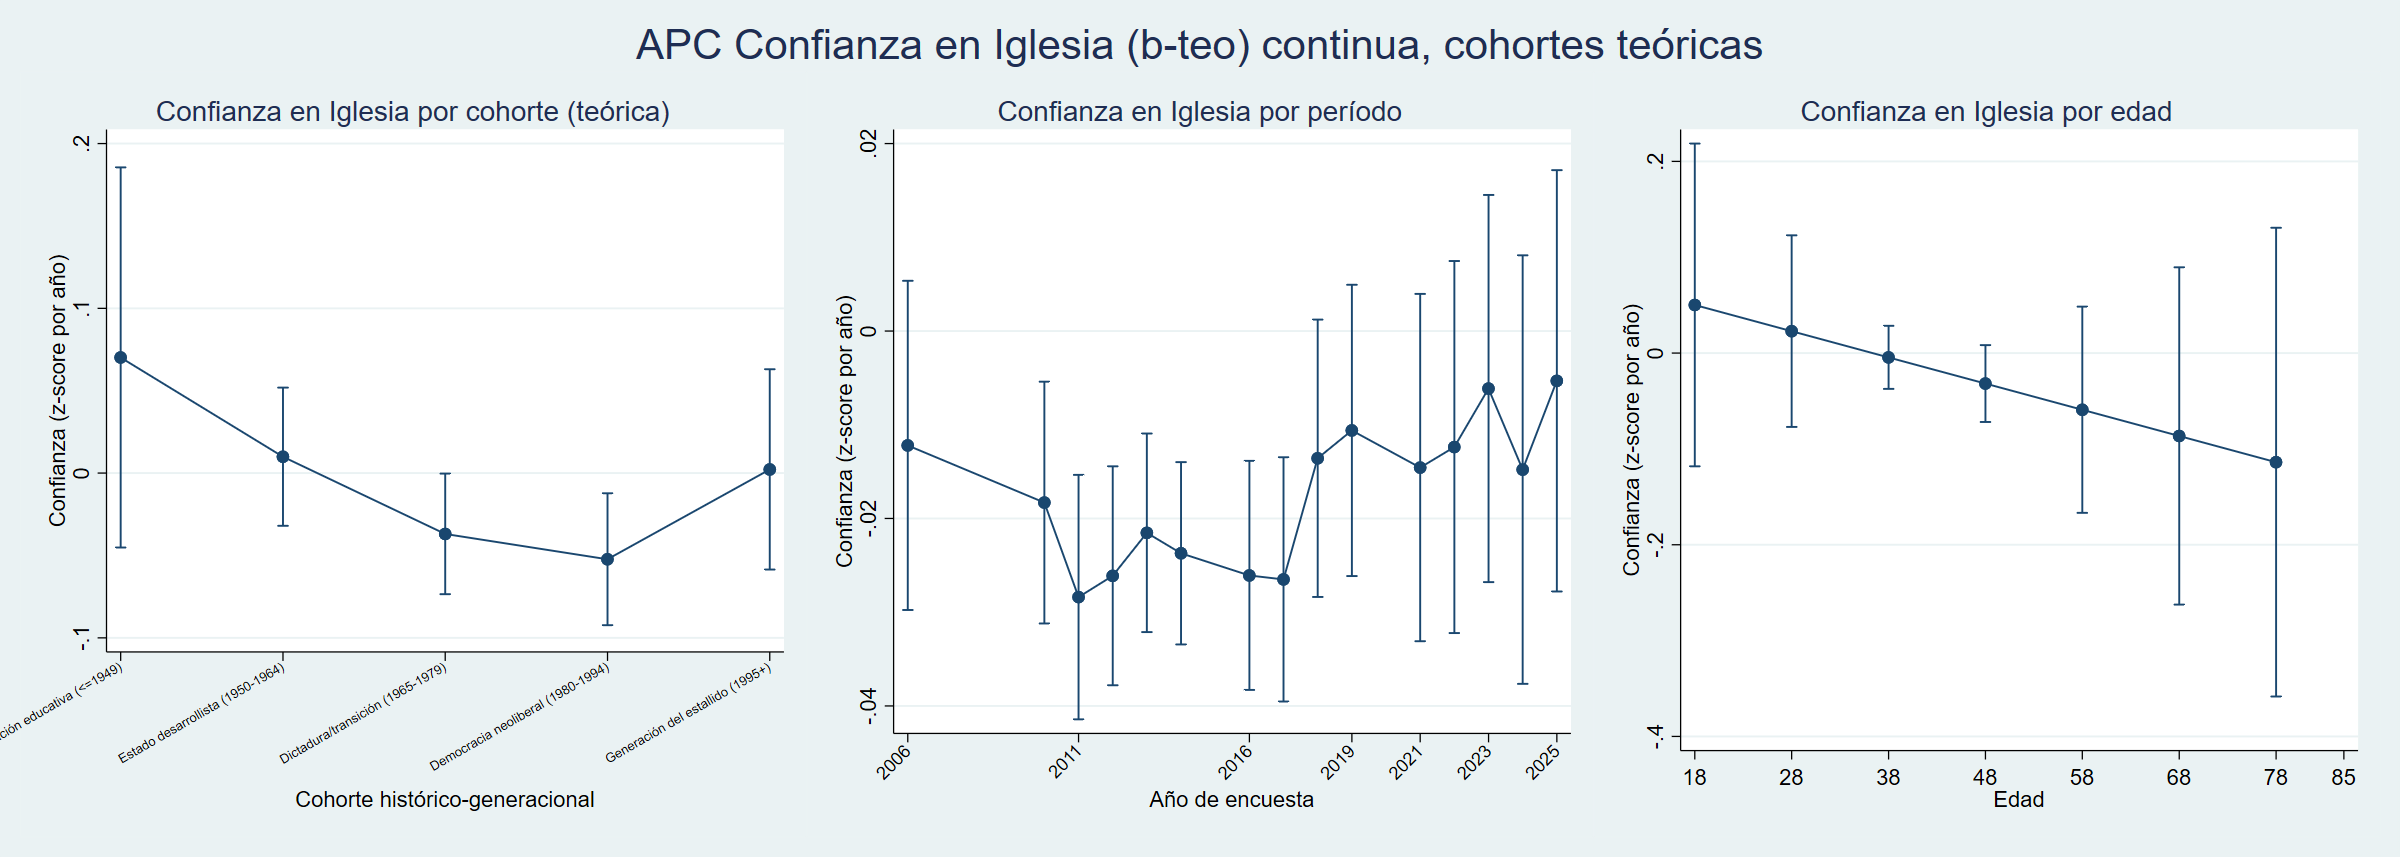 APC Confianza en Iglesia (b-teo) continua, cohortes teóricas
Confianza en Iglesia por cohorte (teórica)
Confianza (z-score por año)
.2
.1
0
-.1
ción educativa (<=1949)
Estado desarrollista (1950-1964)
Dictadura/transición (1965-1979)
Democracia neoliberal (1980-1994)
Generación del estallido (1995+)
Cohorte histórico-generacional
Confianza en Iglesia por período
Confianza (z-score por año)
.02
0
-.02
-.04
2006
2011
2016
2019
2021
2023
2025
Año de encuesta
Confianza en Iglesia por edad
Confianza (z-score por año)
.2
0
-.2
-.4
18
28
38
48
58
68
78
85
Edad